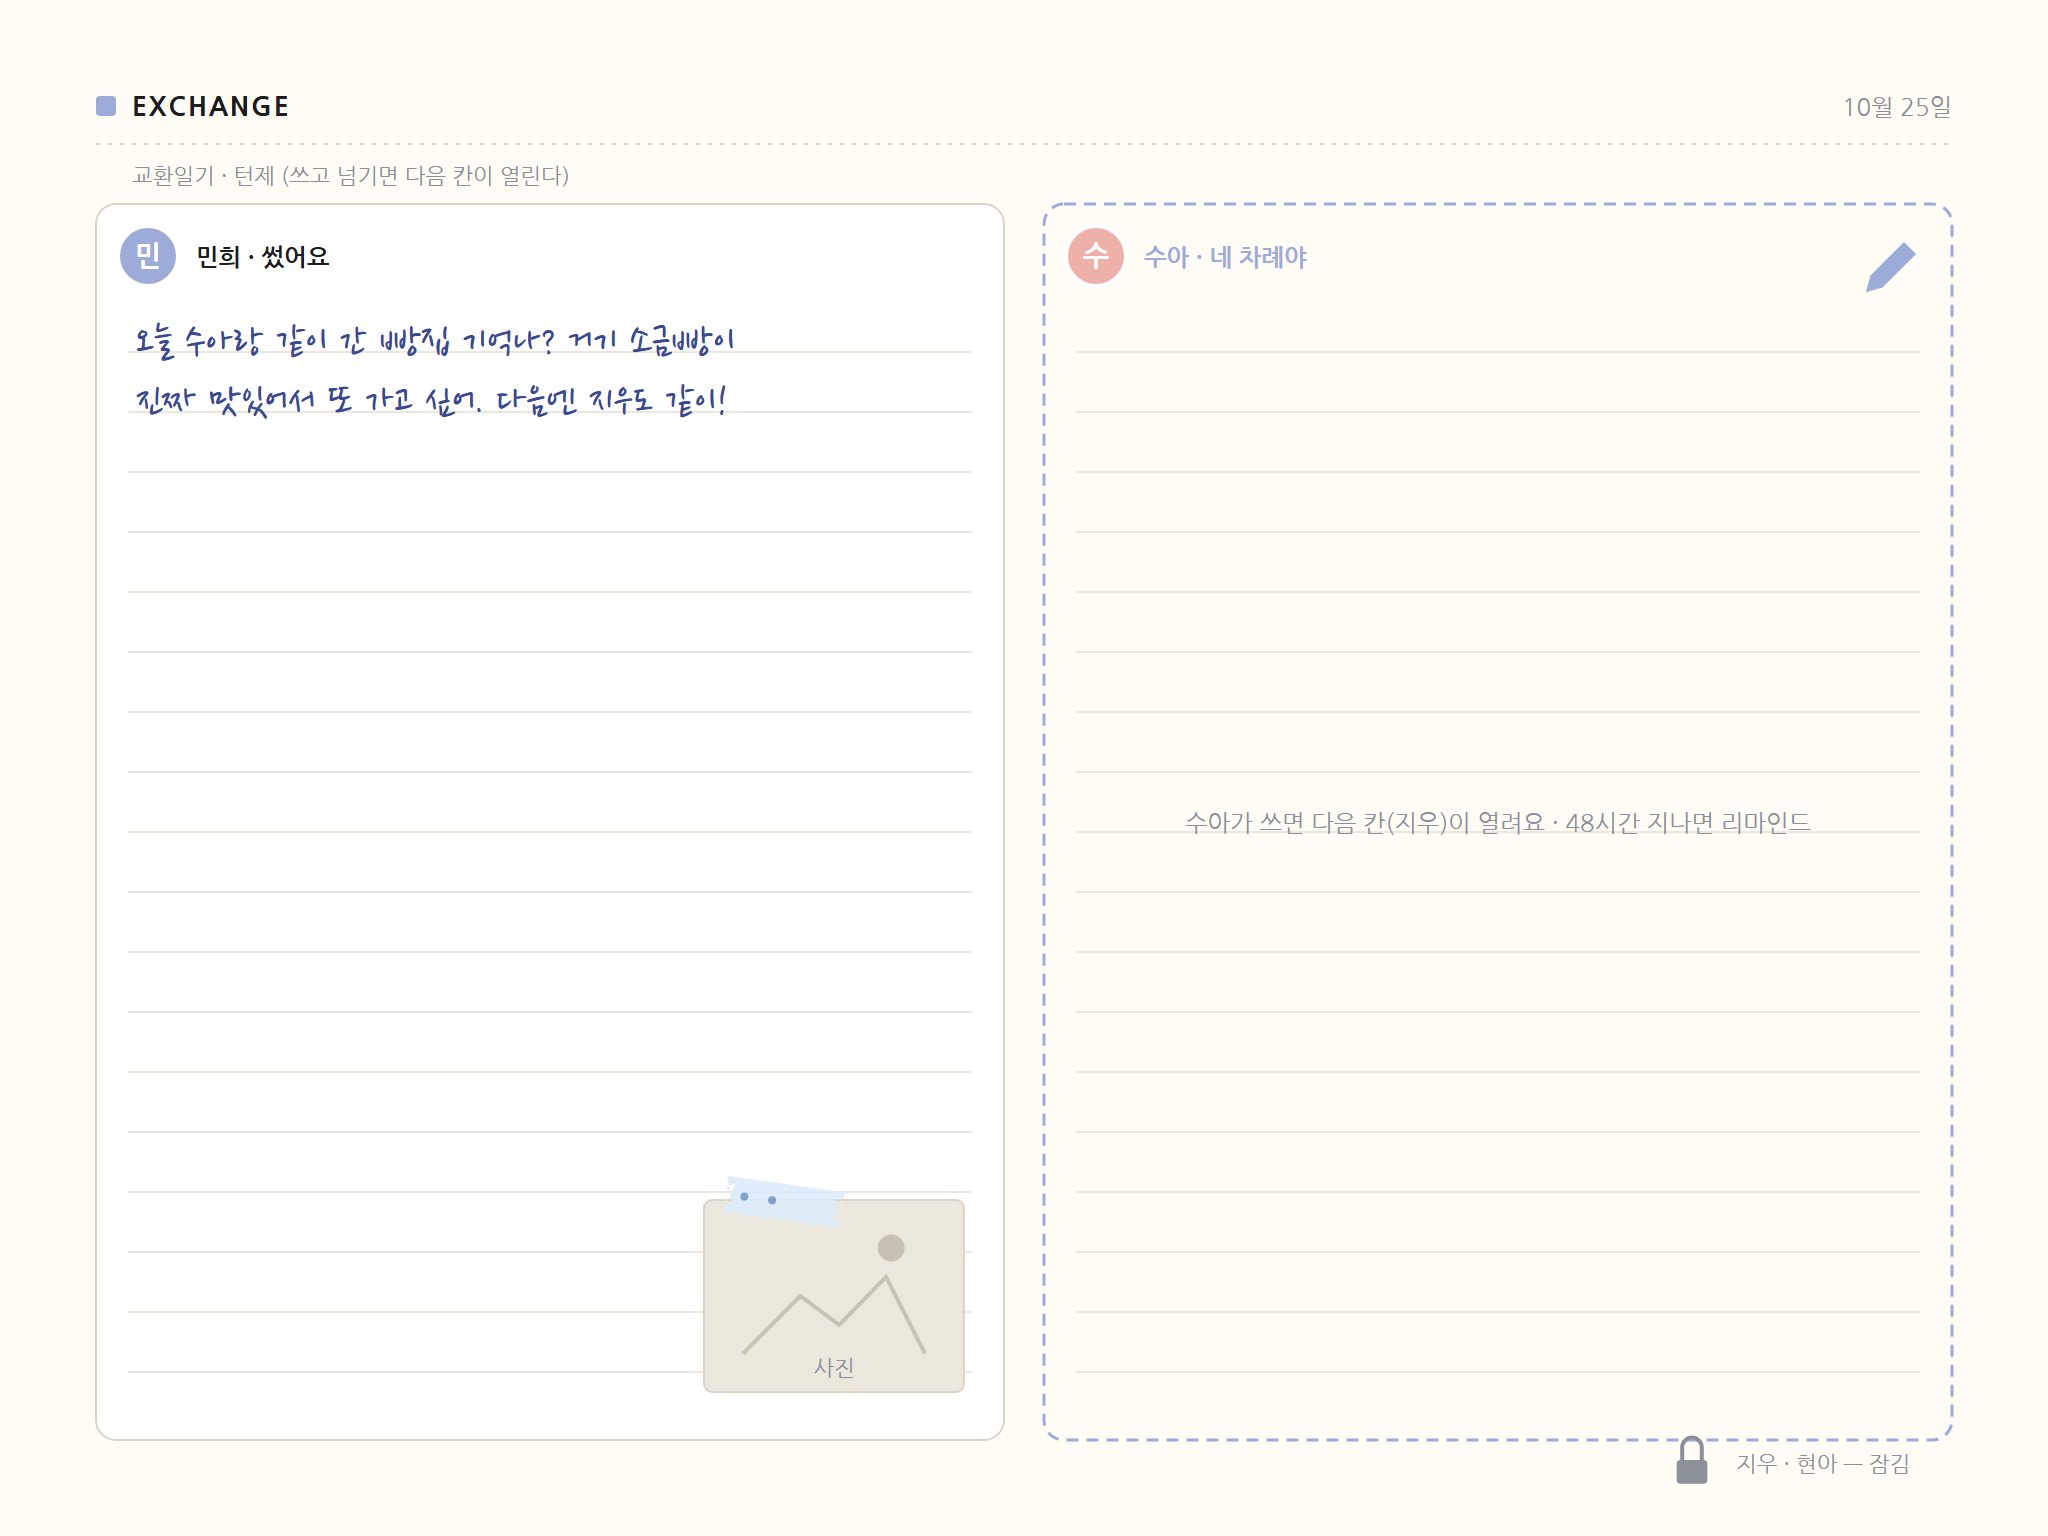 EXCHANGE
10월 25일
교환일기 · 턴제 (쓰고 넘기면 다음 칸이 열린다)
민
민희 · 썼어요
오늘 수아랑 같이 간 빵집 기억나? 거기 소금빵이
진짜 맛있어서 또 가고 싶어. 다음엔 지우도 같이!
사진
수
수아 · 네 차례야
수아가 쓰면 다음 칸(지우)이 열려요 · 48시간 지나면 리마인드
지우 · 현아 — 잠김